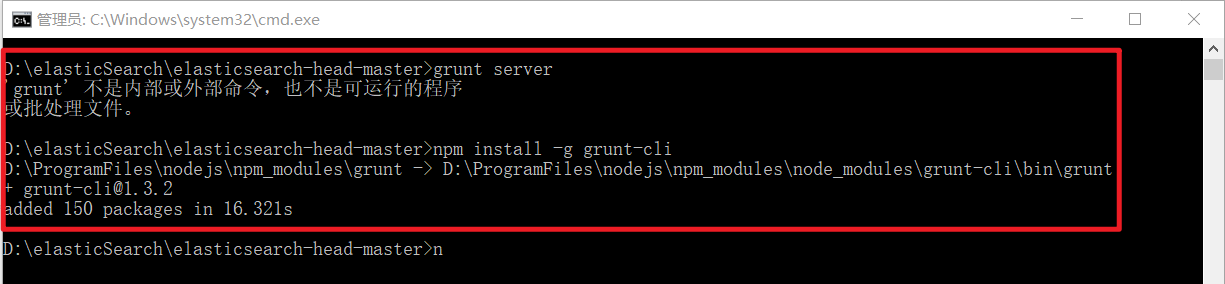 管理员: C:\Windows\system32\cmd.exe
D:\elasticSearch\elasticsearch-head-master>grunt server
'grunt' 不是内部或外部命令，也不是可运行的程序
或批处理文件。
D:\elasticSearch\elasticsearch-head-master>npm install -g grunt-cli
D:\ProgramFiles\nodejs\npm_modules\grunt -> D:\ProgramFiles\nodejs\npm_modules\node_modules\grunt-cli\bin\grunt
+ grunt-cli@1.3.2
added 150 packages in 16.321s
D:\elasticSearch\elasticsearch-head-master>n